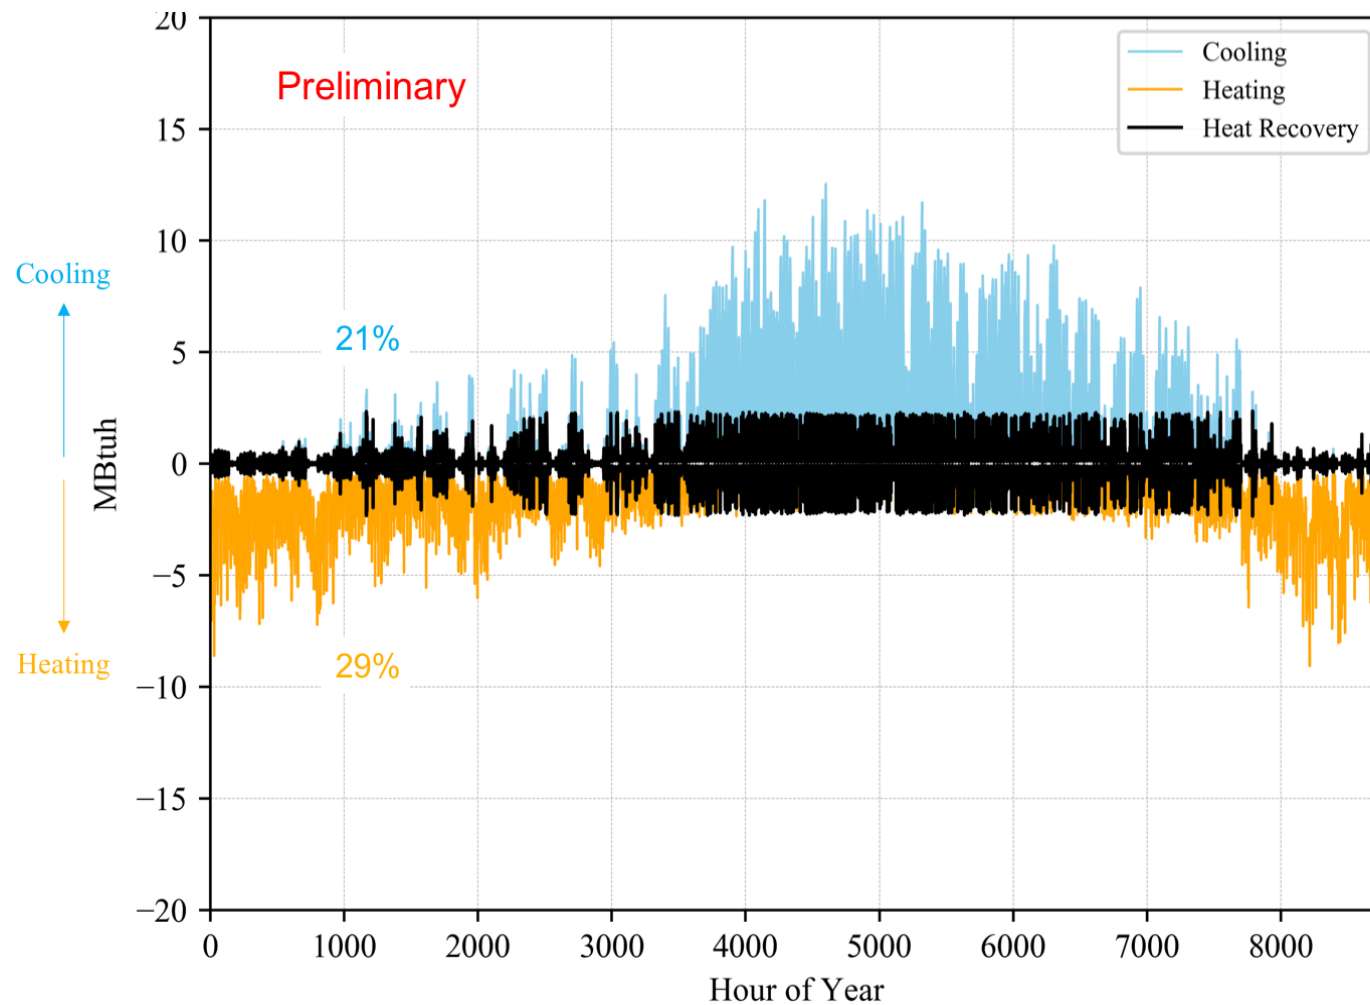 20
Preliminary
Cooling
Heating
Heat Recovery
15
10
Cooling
21%
5
MBtuh
0
−5
Heating
29%
−10
−15
−20
0 1000 2000 3000 4000 5000 6000 7000 8000
Hour of Year